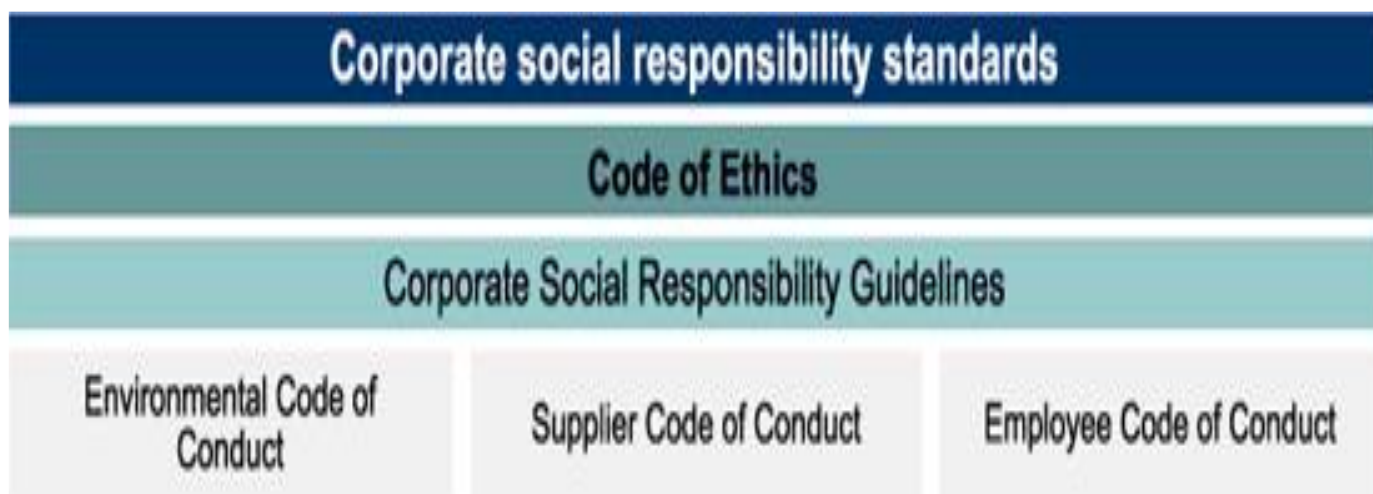 Corporate social responsibility standards
Code of Ethics
Corporate Social Responsibility Guidelines
Environmental Code of
Conduct
Supplier Code of Conduct
Employee Code of Conduct